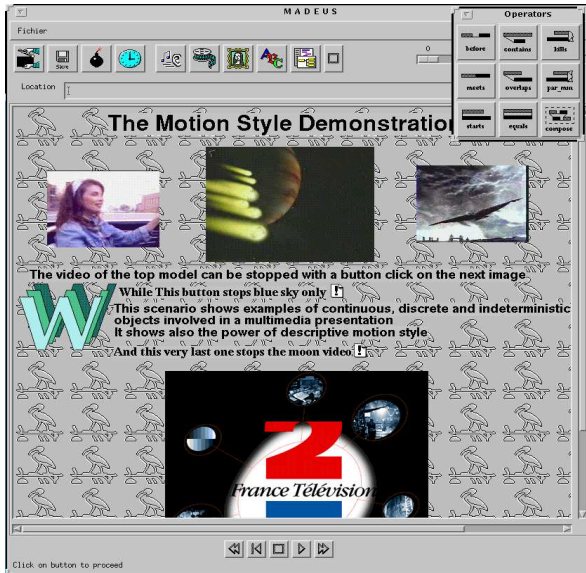 MADEUS
Fichier
Save
0
Location
Operators
before
contains
kills
meets
overlaps
par_min
starts
equals
compose
The Motion Style Demonstration
The video of the top model can be stopped with a button click on the next image
W
While This button stops blue sky only !
This scenario shows examples of continuous, discrete and indeterministic
objects involved in a multimedia presentation
It shows also the power of descriptive motion style
And this very last one stops the moon video !
2
France Télévision
Click on button to proceed